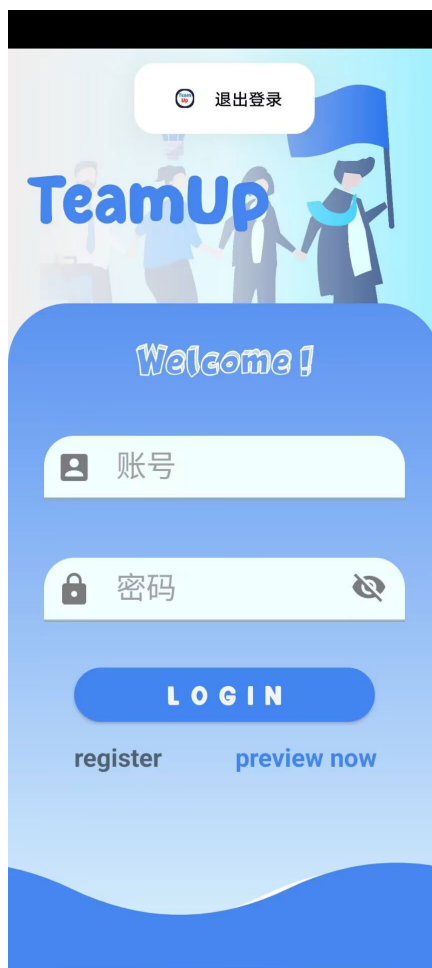 退出登录
TeamUp
Welcome!
账号
密码
LOGIN
register
preview now